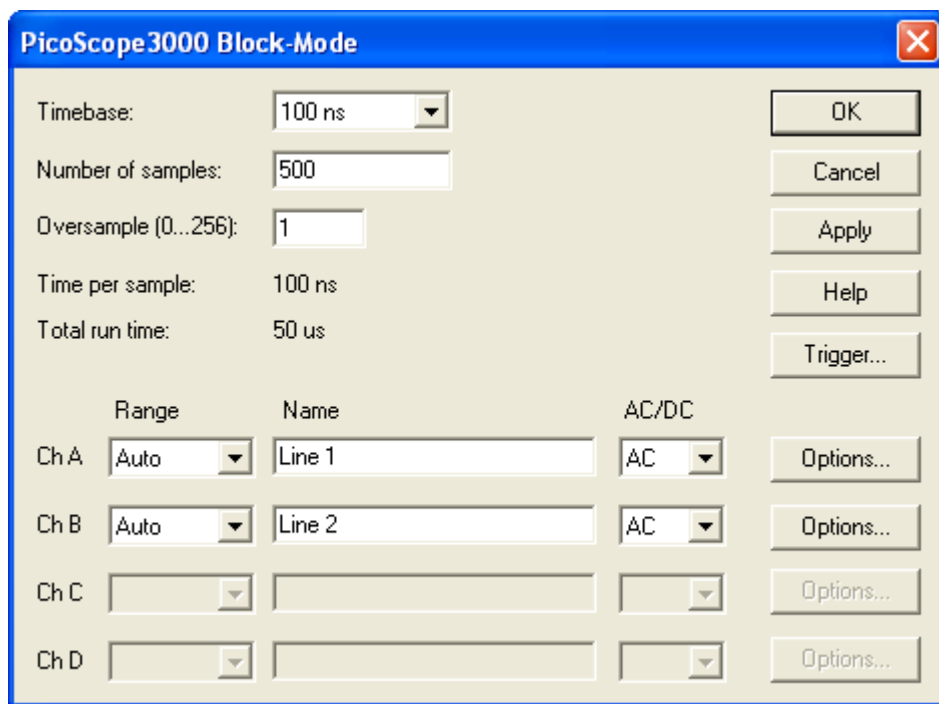 PicoScope3000 Block-Mode
Timebase: 100 ns OK
Number of samples: 500 Cancel
Oversample (0...256): 1 Apply
Time per sample: 100 ns Help
Total run time: 50 us
Trigger...
Range Name AC/DC
Ch A Auto Line 1 AC Options...
Ch B Auto Line 2 AC Options...
Ch C Options...
Ch D Options...